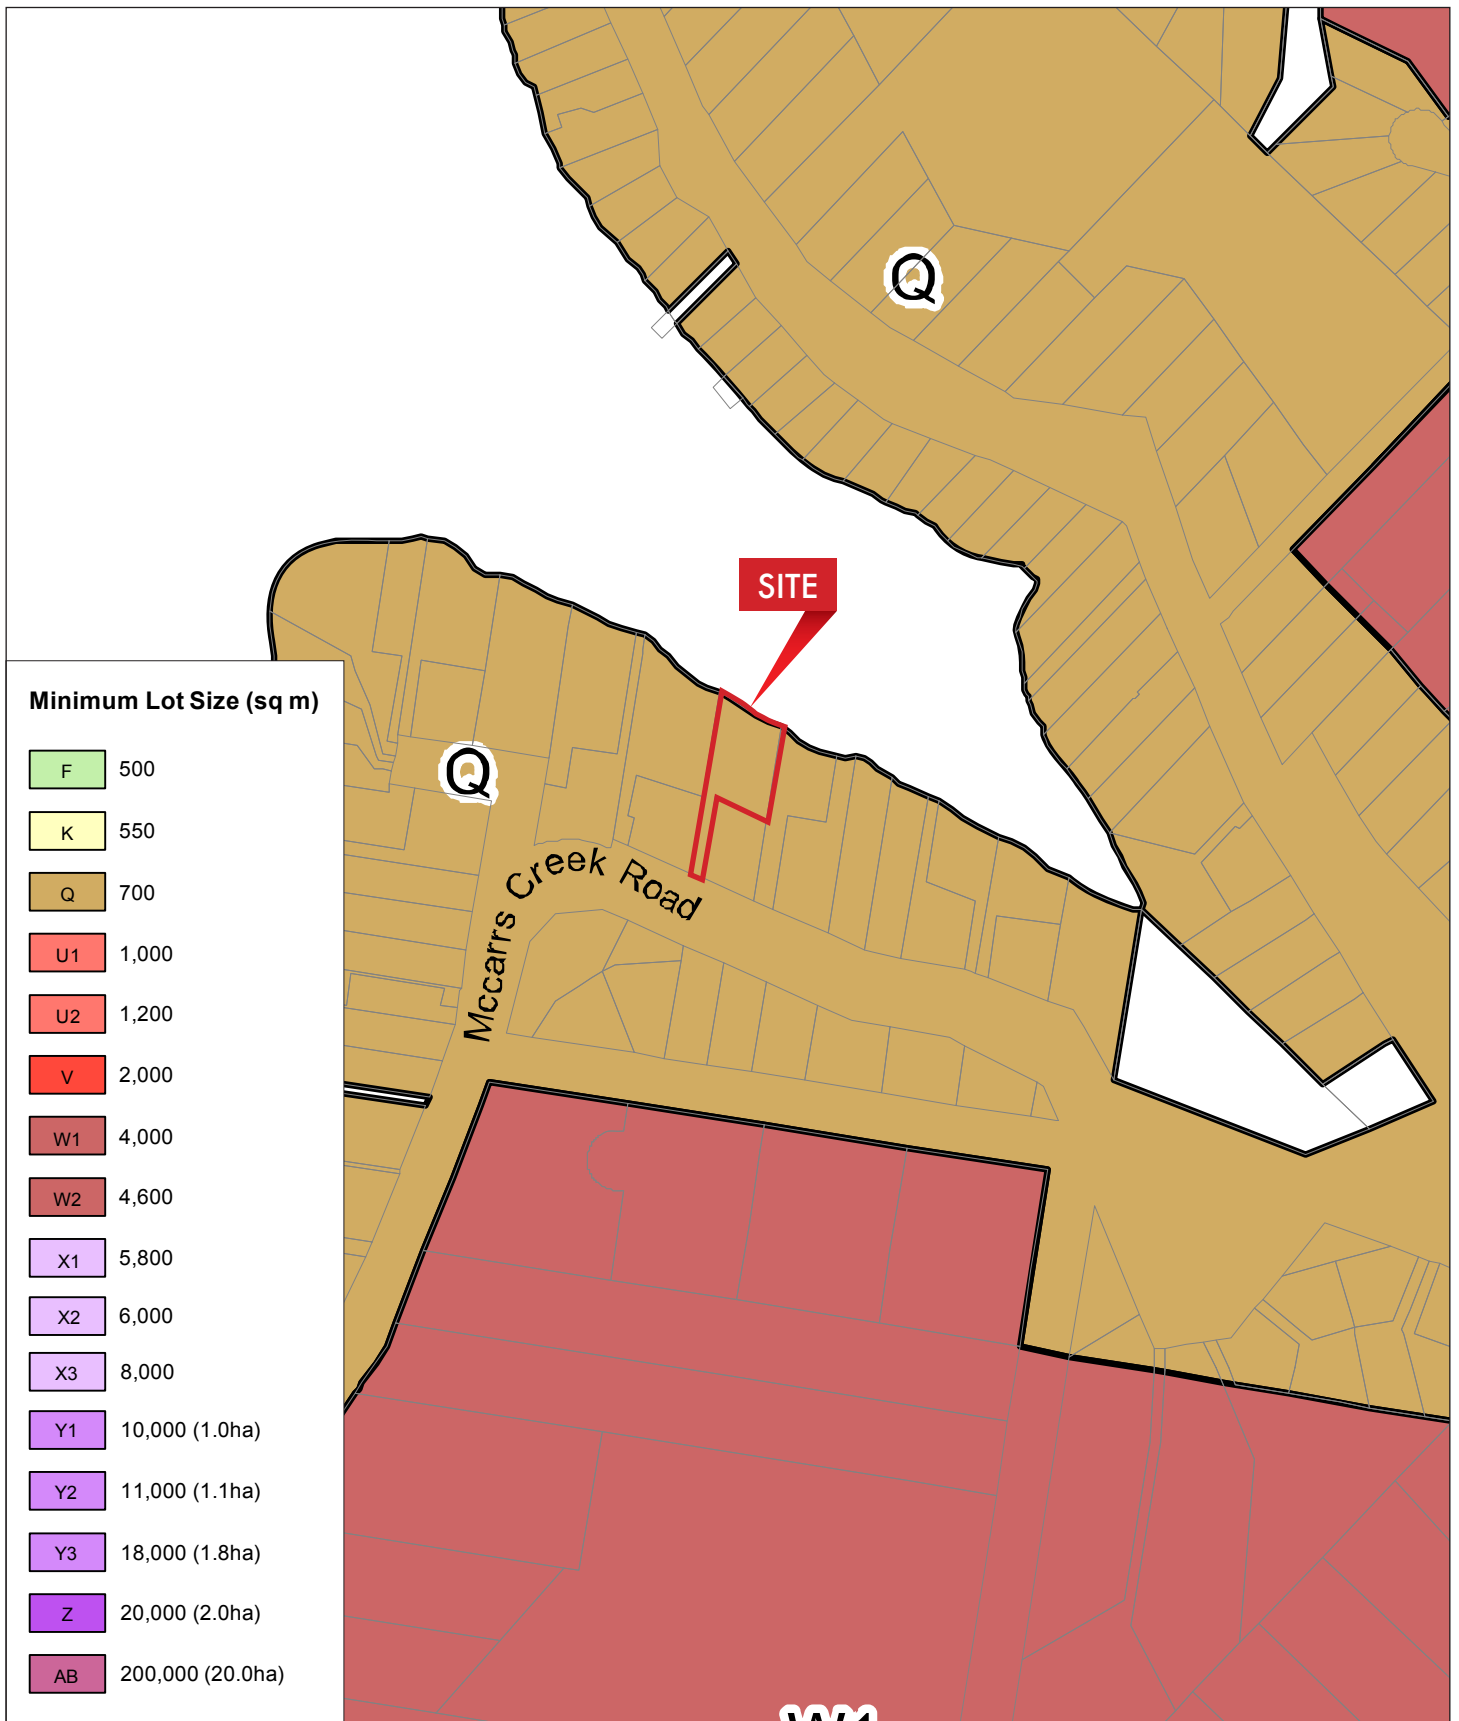 Q
SITE
Q
Mccarrs Creek Road
Minimum Lot Size (sq m)
F 500
K 550
Q 700
U1 1,000
U2 1,200
V 2,000
W1 4,000
W2 4,600
X1 5,800
X2 6,000
X3 8,000
Y1 10,000 (1.0ha)
Y2 11,000 (1.1ha)
Y3 18,000 (1.8ha)
Z 20,000 (2.0ha)
AB 200,000 (20.0ha)
W1